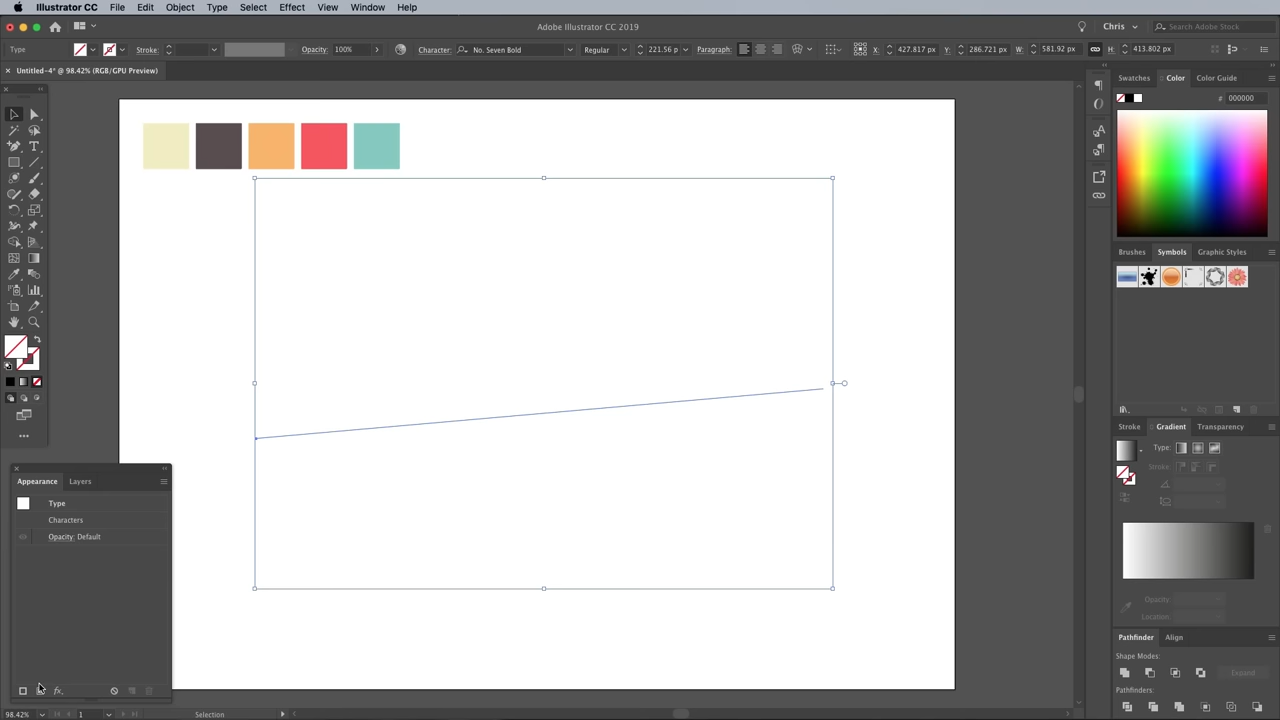 Illustrator CC File Edit Object Type Select Effect View Window Help
Adobe Illustrator CC 2019
Chris
Search Adobe Stock
Type Stroke: Opacity: 100% Character: No. Seven Bold Regular 221.56 p Paragraph: X: 427.817 px Y: 286.721 px W: 581.92 px H: 413.802 px
Untitled-4* @ 98.42% (RGB/GPU Preview)
Swatches Color Color Guide
# 000000
Brushes Symbols Graphic Styles
Stroke Gradient Transparency
Type:
Stroke:
Opacity:
Location:
Pathfinder Align
Shape Modes:
Expand
Pathfinders:
Appearance Layers
Type
Characters
Opacity: Default
fx
98.42% 1 Selection